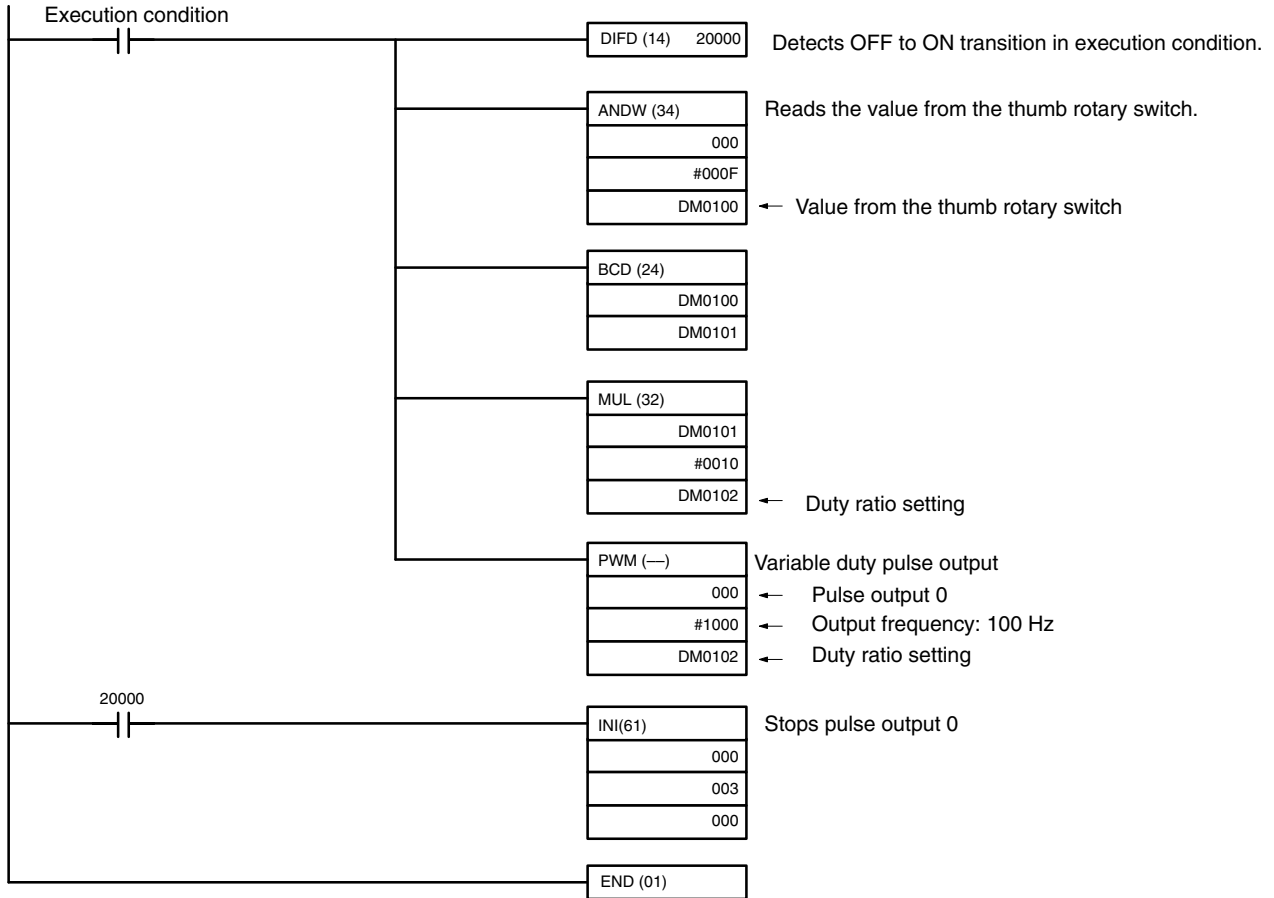 Execution condition
DIFD (14) 20000 Detects OFF to ON transition in execution condition.
ANDW (34) Reads the value from the thumb rotary switch.
000
#000F
DM0100 ← Value from the thumb rotary switch
BCD (24)
DM0100
DM0101
MUL (32)
DM0101
#0010
DM0102 ← Duty ratio setting
PWM (––) Variable duty pulse output
000 ← Pulse output 0
#1000 ← Output frequency: 100 Hz
DM0102 ← Duty ratio setting
20000
INI(61) Stops pulse output 0
000
003
000
END (01)